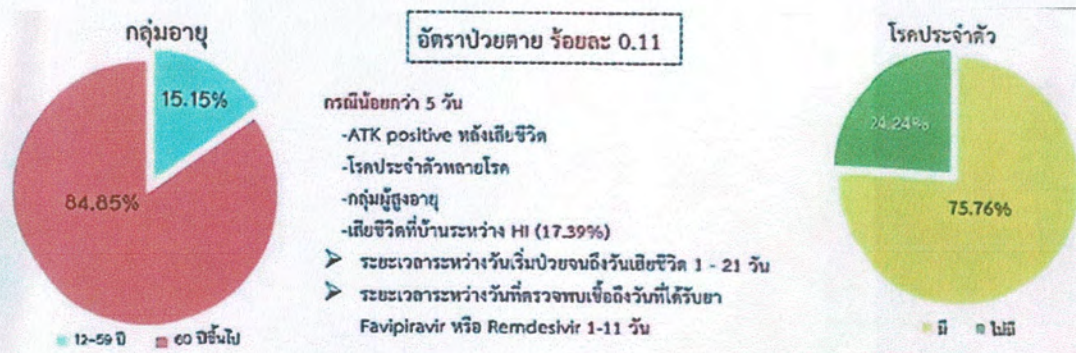 กลุ่มอายุ
15.15%
84.85%
12-59 ปี
60 ปีขึ้นไป
อัตราป่วยตาย ร้อยละ 0.11
กรณีน้อยกว่า 5 วัน
-ATK positive หลังเสียชีวิต
-โรคประจำตัวหลายโรค
-กลุ่มผู้สูงอายุ
-เสียชีวิตที่บ้านระหว่าง HI (17.39%)
➢ ระยะเวลาระหว่างวันเริ่มป่วยจนถึงวันเสียชีวิต 1 - 21 วัน
➢ ระยะเวลาระหว่างวันที่ตรวจพบเชื้อถึงวันที่ได้รับยา
Favipiravir หรือ Remdesivir 1-11 วัน
โรคประจำตัว
24.24%
75.76%
มี
ไม่มี